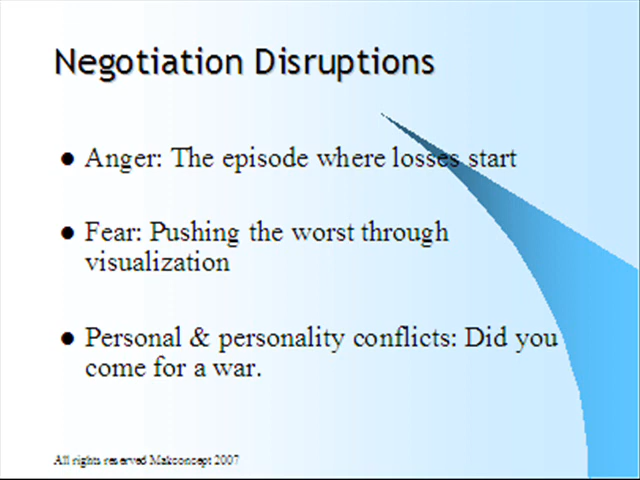 Negotiation Disruptions
Anger: The episode where losses start
Fear: Pushing the worst through
visualization
Personal & personality conflicts: Did you
come for a war.
All rights reserved Makconcept 2007